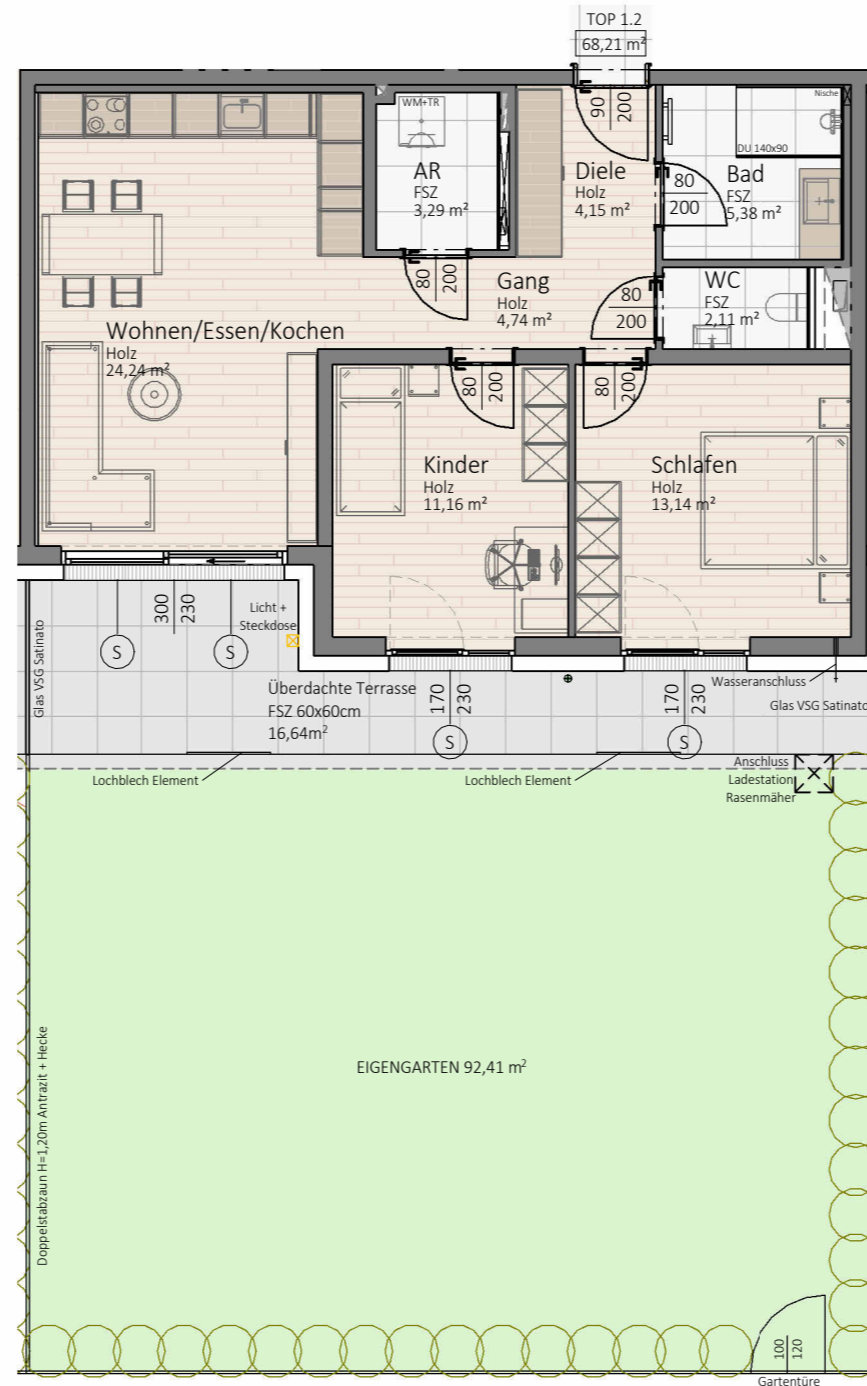 TOP 1.2
68,21 m²
WM+TR
AR
FSZ
3,29 m²
90
200
Diele
Holz
4,15 m²
Nische
DU 140x90
Bad
FSZ
5,38 m²
80
200
80
200
Gang
Holz
4,74 m²
80
200
WC
FSZ
2,11 m²
Wohnen/Essen/Kochen
Holz
24,24 m²
80
200
80
200
Kinder
Holz
11,16 m²
Schlafen
Holz
13,14 m²
300
230
S
S
Licht +
Steckdose
Glas VSG Satinato
Überdachte Terrasse
FSZ 60x60cm
16,64m²
170
230
S
170
230
S
Wasseranschluss
Glas VSG Satinato
Lochblech Element
Lochblech Element
Anschluss
Ladestation
Rasenmäher
EIGENGARTEN 92,41 m²
Doppelstabzaun H=1,20m Antrazit + Hecke
100
120
Gartentüre